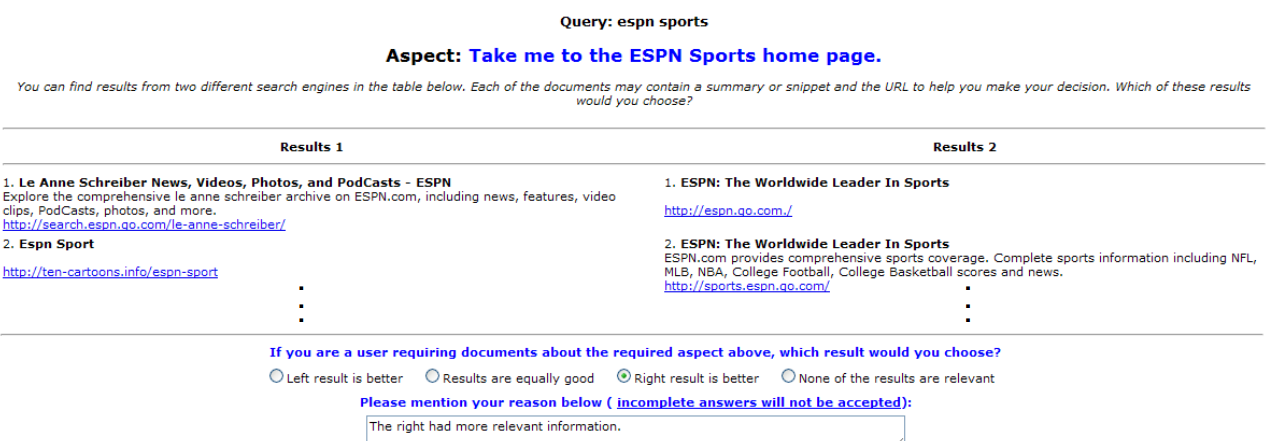 Query: espn sports
Aspect: Take me to the ESPN Sports home page.
You can find results from two different search engines in the table below. Each of the documents may contain a summary or snippet and the URL to help you make your decision. Which of these results
would you choose?
Results 1
1. Le Anne Schreiber News, Videos, Photos, and PodCasts - ESPN
Explore the comprehensive le anne schreiber archive on ESPN.com, including news, features, video
clips, PodCasts, photos, and more.
http://search.espn.go.com/le-anne-schreiber/
2. Espn Sport
http://ten-cartoons.info/espn-sport
Results 2
1. ESPN: The Worldwide Leader In Sports
http://espn.go.com./
2. ESPN: The Worldwide Leader In Sports
ESPN.com provides comprehensive sports coverage. Complete sports information including NFL,
MLB, NBA, College Football, College Basketball scores and news.
http://sports.espn.go.com/
If you are a user requiring documents about the required aspect above, which result would you choose?
Left result is better Results are equally good Right result is better None of the results are relevant
Please mention your reason below ( incomplete answers will not be accepted):
The right had more relevant information.